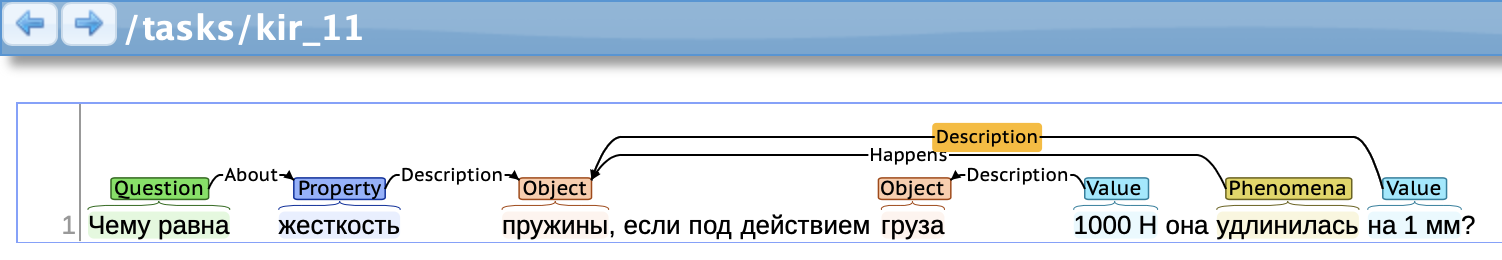 /tasks/kir_11
Description
Happens
About Description Description
Question Property Object Object Value Phenomena Value
1 Чему равна жесткость пружины, если под действием груза 1000 Н она удлинилась на 1 мм?